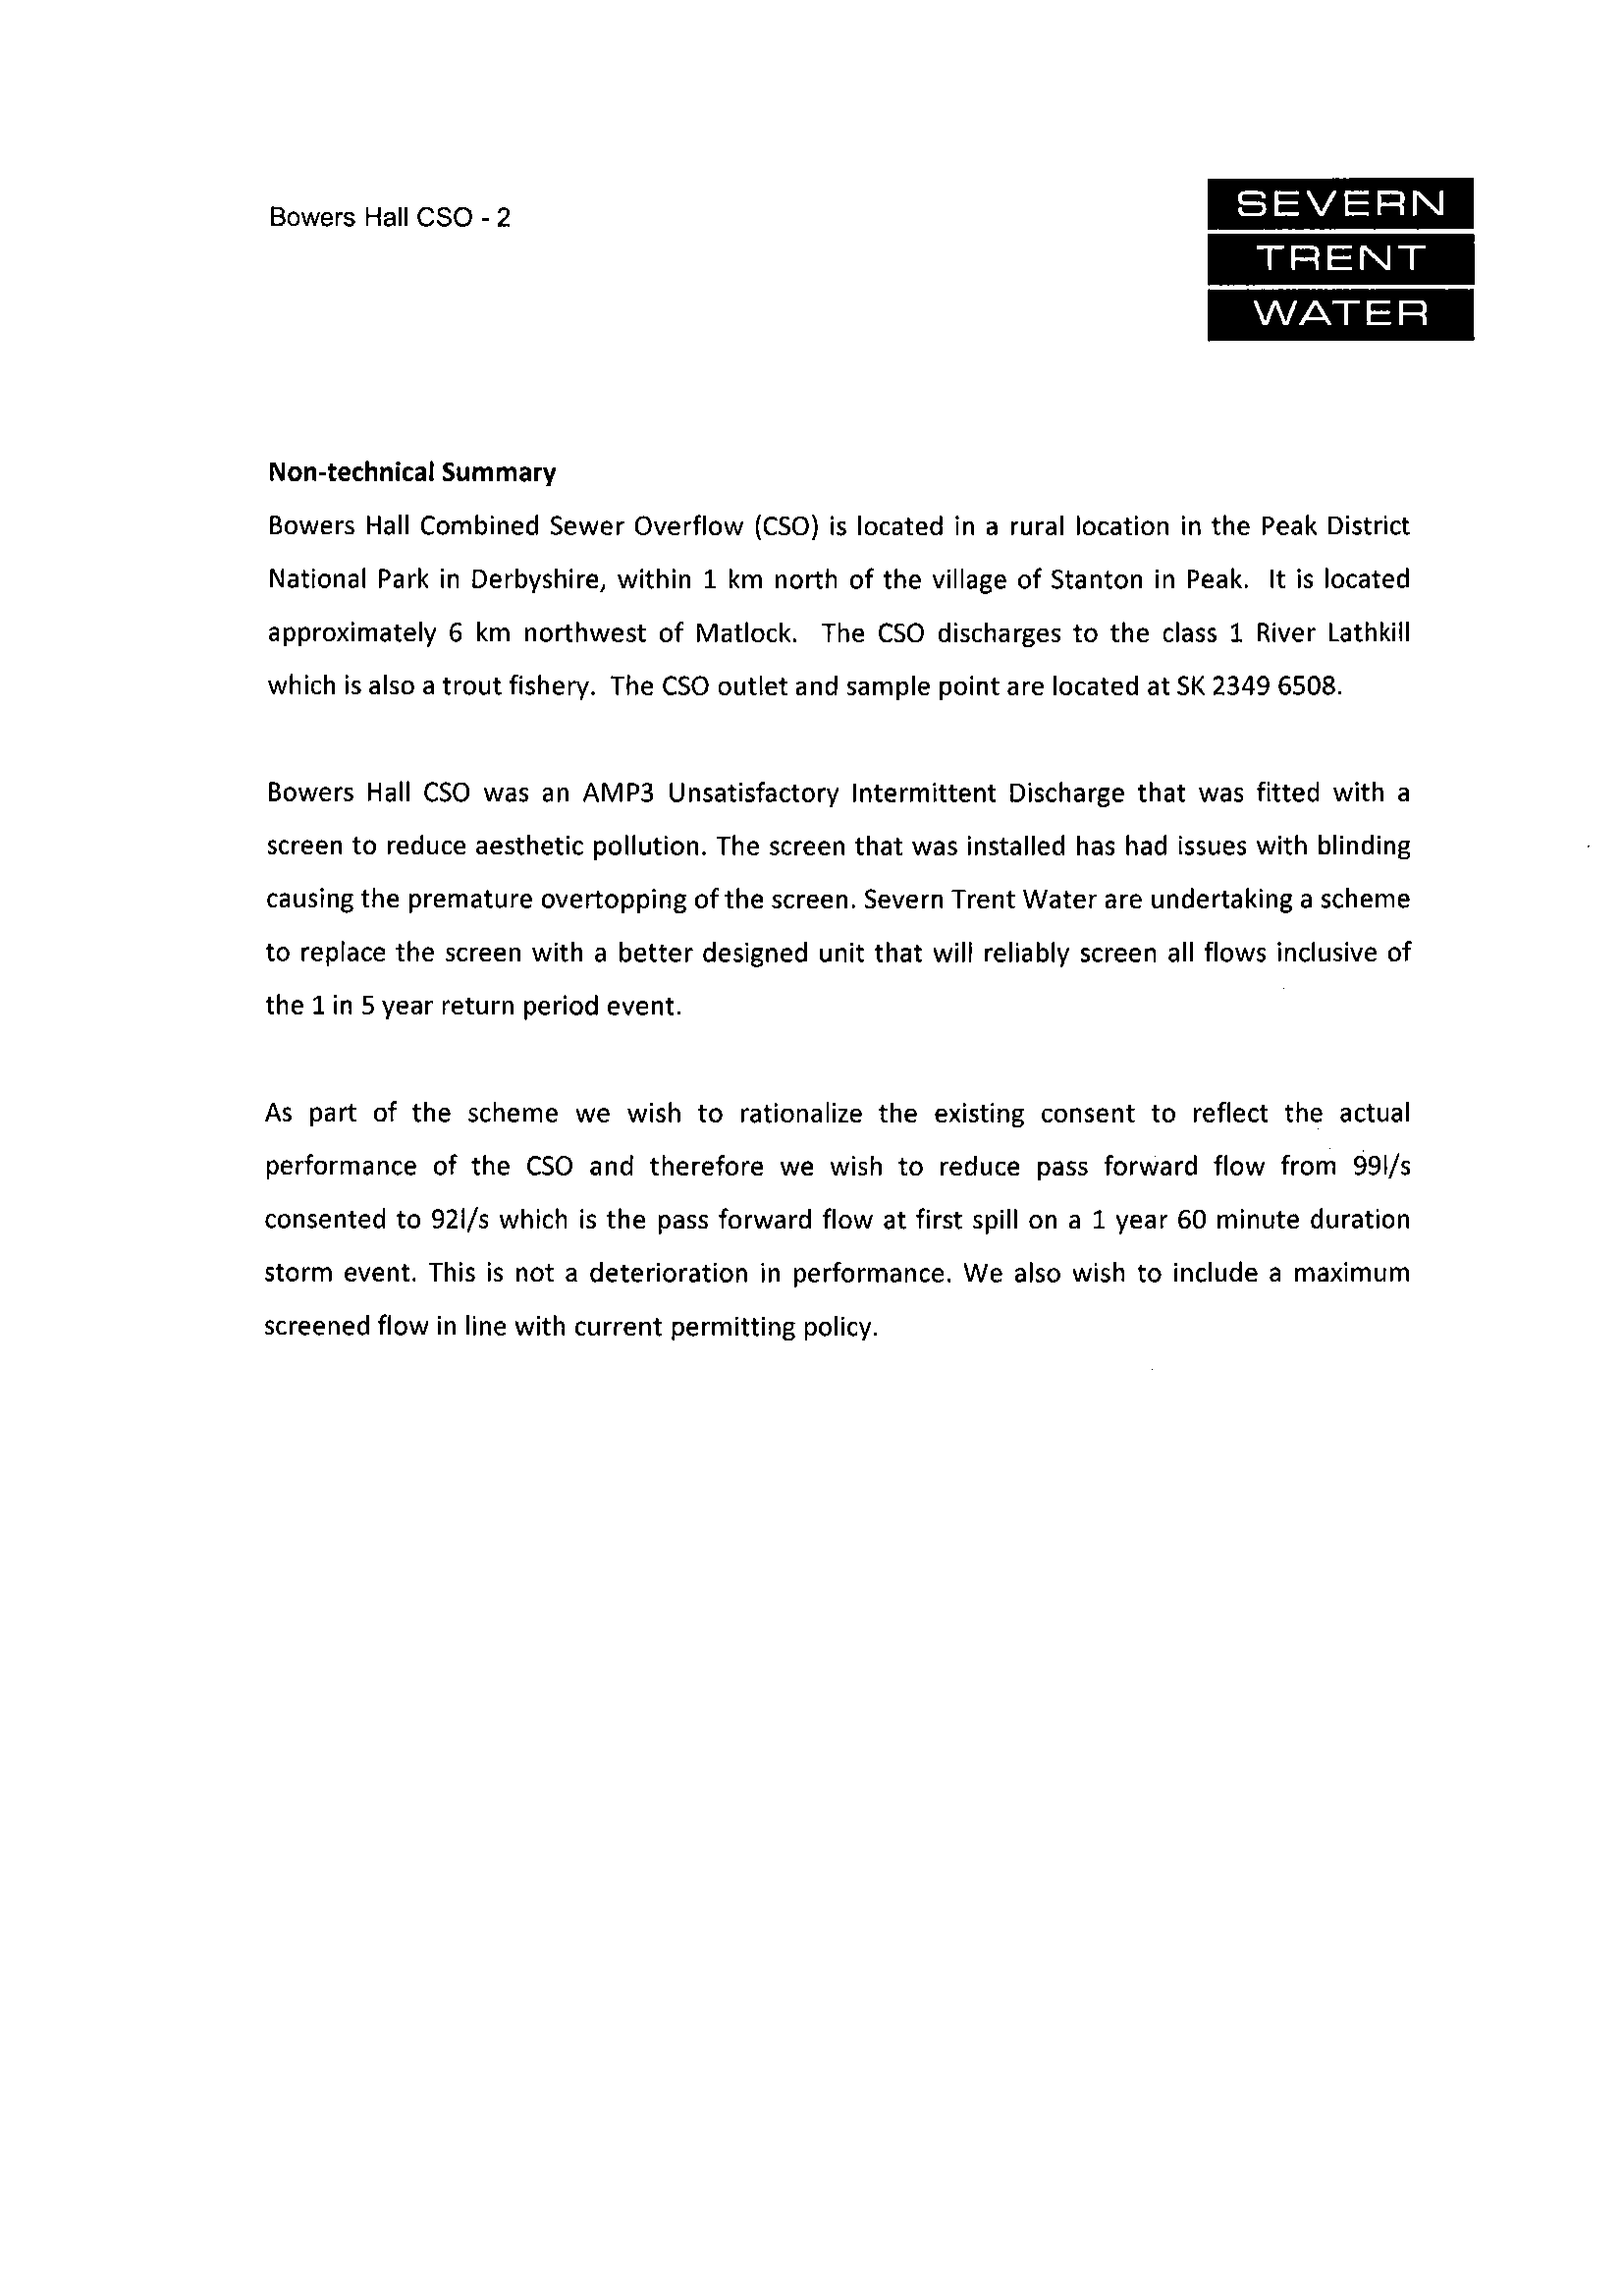 Bowers Hall CSO - 2
SEVERN
TRENT
WATER
Non-technical Summary
Bowers Hall Combined Sewer Overflow (CSO) is located in a rural location in the Peak District
National Park in Derbyshire, within 1 km north of the village of Stanton in Peak. It is located
approximately 6 km northwest of Matlock. The CSO discharges to the class 1 River Lathkill
which is also a trout fishery. The CSO outlet and sample point are located at SK 2349 6508.
Bowers Hall CSO was an AMP3 Unsatisfactory Intermittent Discharge that was fitted with a
screen to reduce aesthetic pollution. The screen that was installed has had issues with blinding
causing the premature overtopping of the screen. Severn Trent Water are undertaking a scheme
to replace the screen with a better designed unit that will reliably screen all flows inclusive of
the 1 in 5 year return period event.
As part of the scheme we wish to rationalize the existing consent to reflect the actual
performance of the CSO and therefore we wish to reduce pass forward flow from 99l/s
consented to 92l/s which is the pass forward flow at first spill on a 1 year 60 minute duration
storm event. This is not a deterioration in performance. We also wish to include a maximum
screened flow in line with current permitting policy.